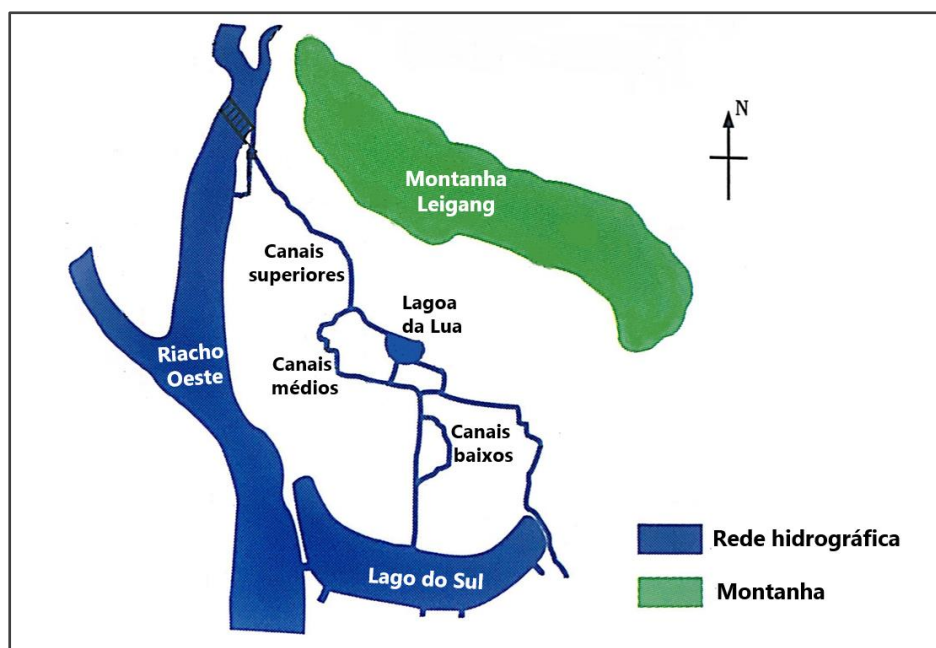 N
Montanha
Leigang
Canais
superiores
Lagoa
da Lua
Riacho
Oeste
Canais
médios
Canais
baixos
Rede hidrográfica
Lago do Sul
Montanha